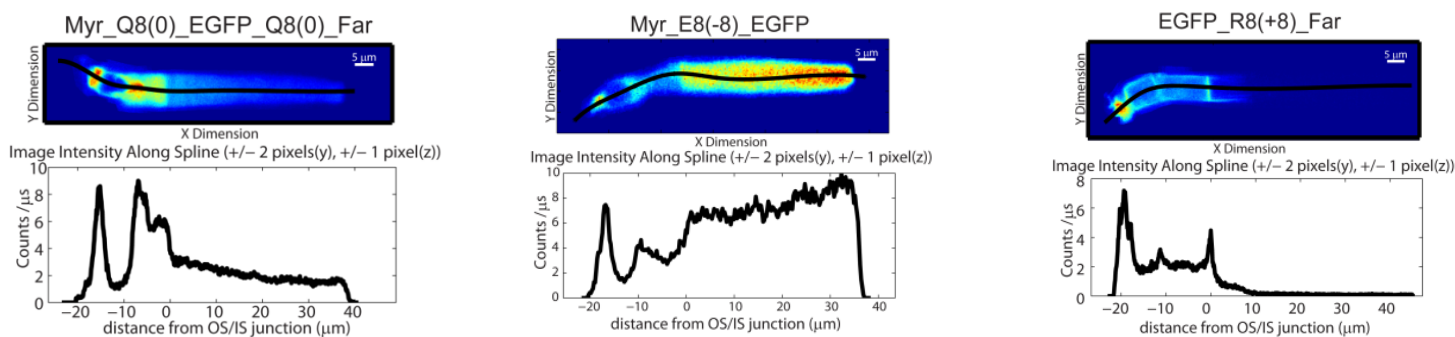 Myr_Q8(0)_EGFP_Q8(0)_Far
5 µm
Y Dimension
X Dimension
Image Intensity Along Spline (+/− 2 pixels(y), +/− 1 pixel(z))
10
8
6
4
2
0
Counts /µs
−20 −10 0 10 20 30 40
distance from OS/IS junction (µm)
Myr_E8(-8)_EGFP
5 µm
Y Dimension
X Dimension
Image Intensity Along Spline (+/− 2 pixels(y), +/− 1 pixel(z))
10
8
6
4
2
0
Counts /µs
−20 −10 0 10 20 30 40
distance from OS/IS junction (µm)
EGFP_R8(+8)_Far
5 µm
Y Dimension
X Dimension
Image Intensity Along Spline (+/− 2 pixels(y), +/− 1 pixel(z))
8
6
4
2
0
Counts /µs
−20 −10 0 10 20 30 40
distance from OS/IS junction (µm)